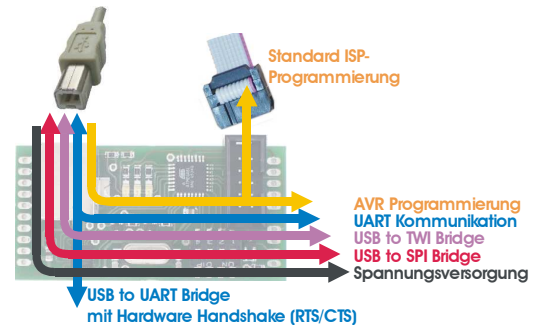 Standard ISP-
Programmierung
AVR Programmierung
UART Kommunikation
USB to TWI Bridge
USB to SPI Bridge
Spannungsversorgung
USB to UART Bridge
mit Hardware Handshake (RTS/CTS)